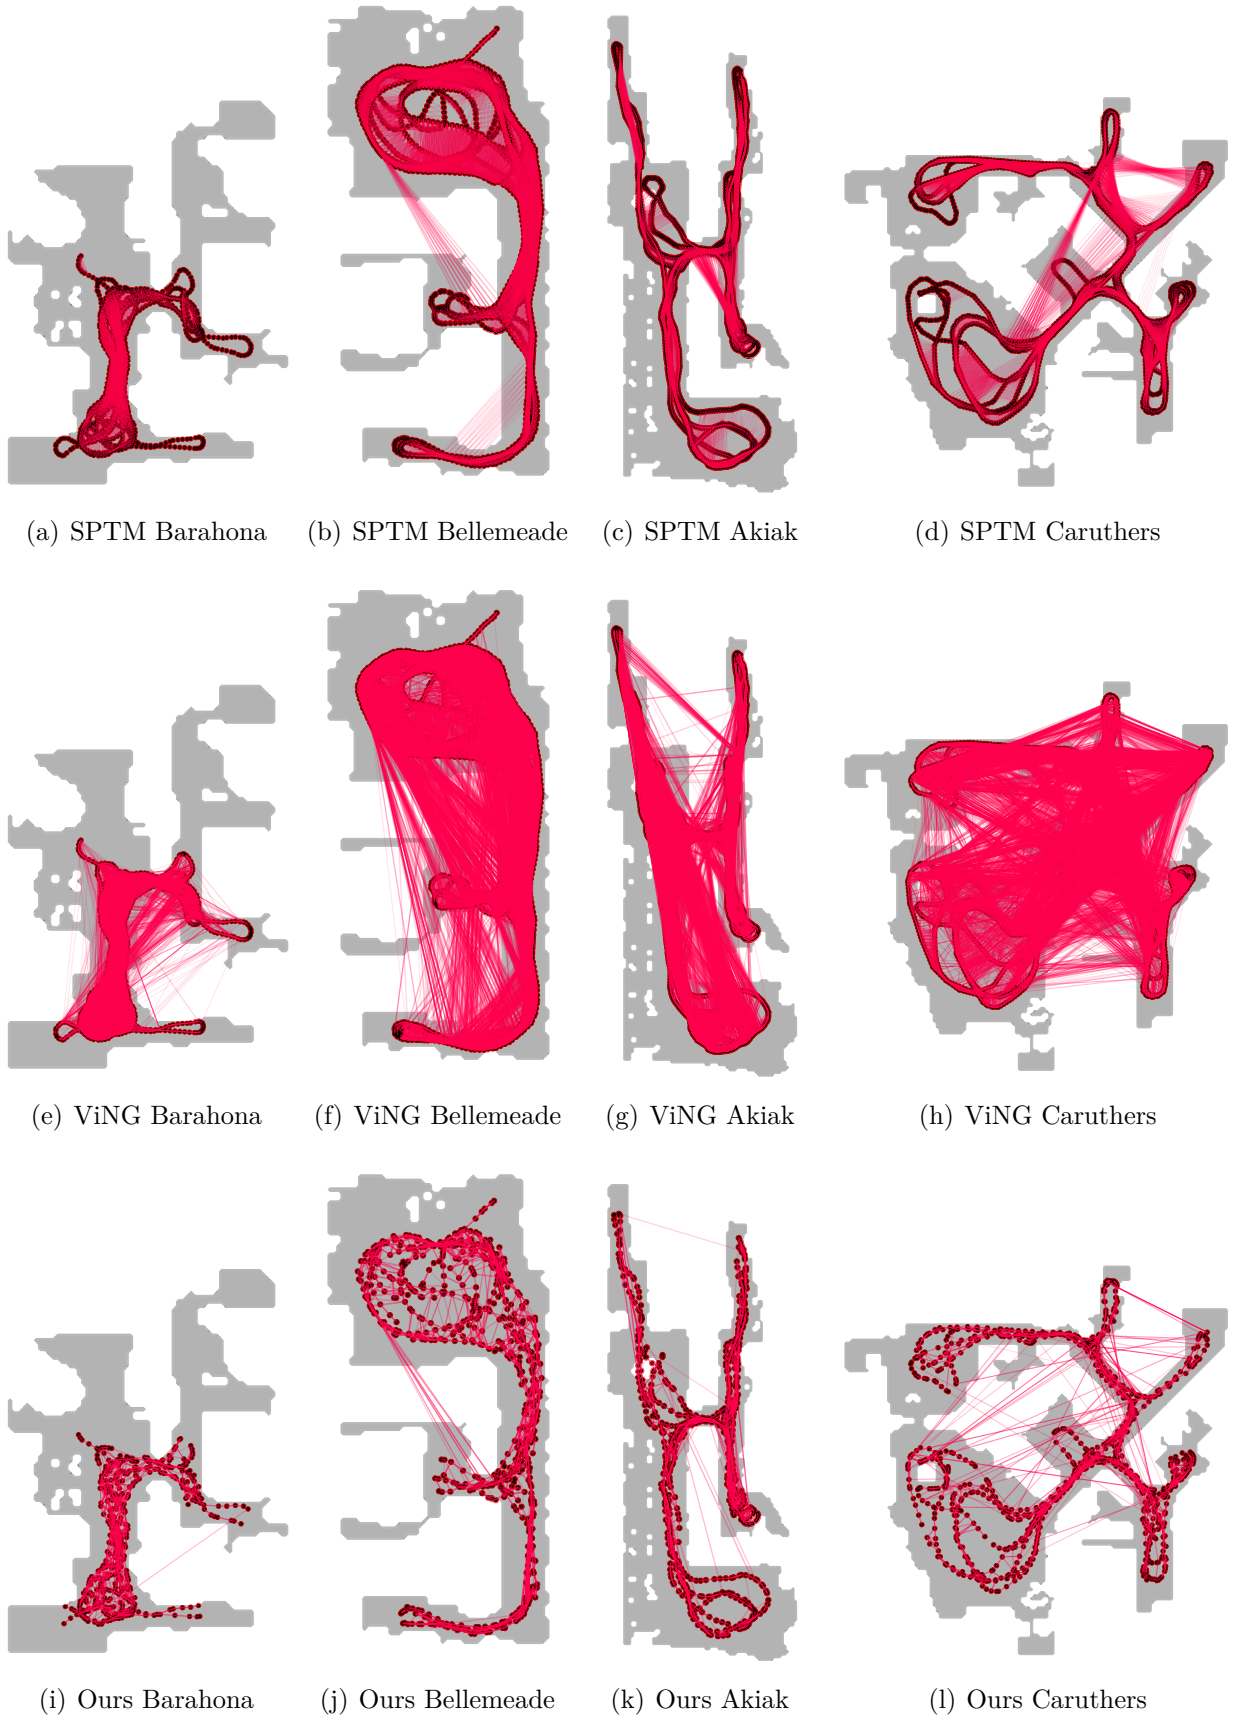 (a) SPTM Barahona (b) SPTM Bellemeade (c) SPTM Akiak (d) SPTM Caruthers
(e) ViNG Barahona (f) ViNG Bellemeade (g) ViNG Akiak (h) ViNG Caruthers
(i) Ours Barahona (j) Ours Bellemeade (k) Ours Akiak (l) Ours Caruthers